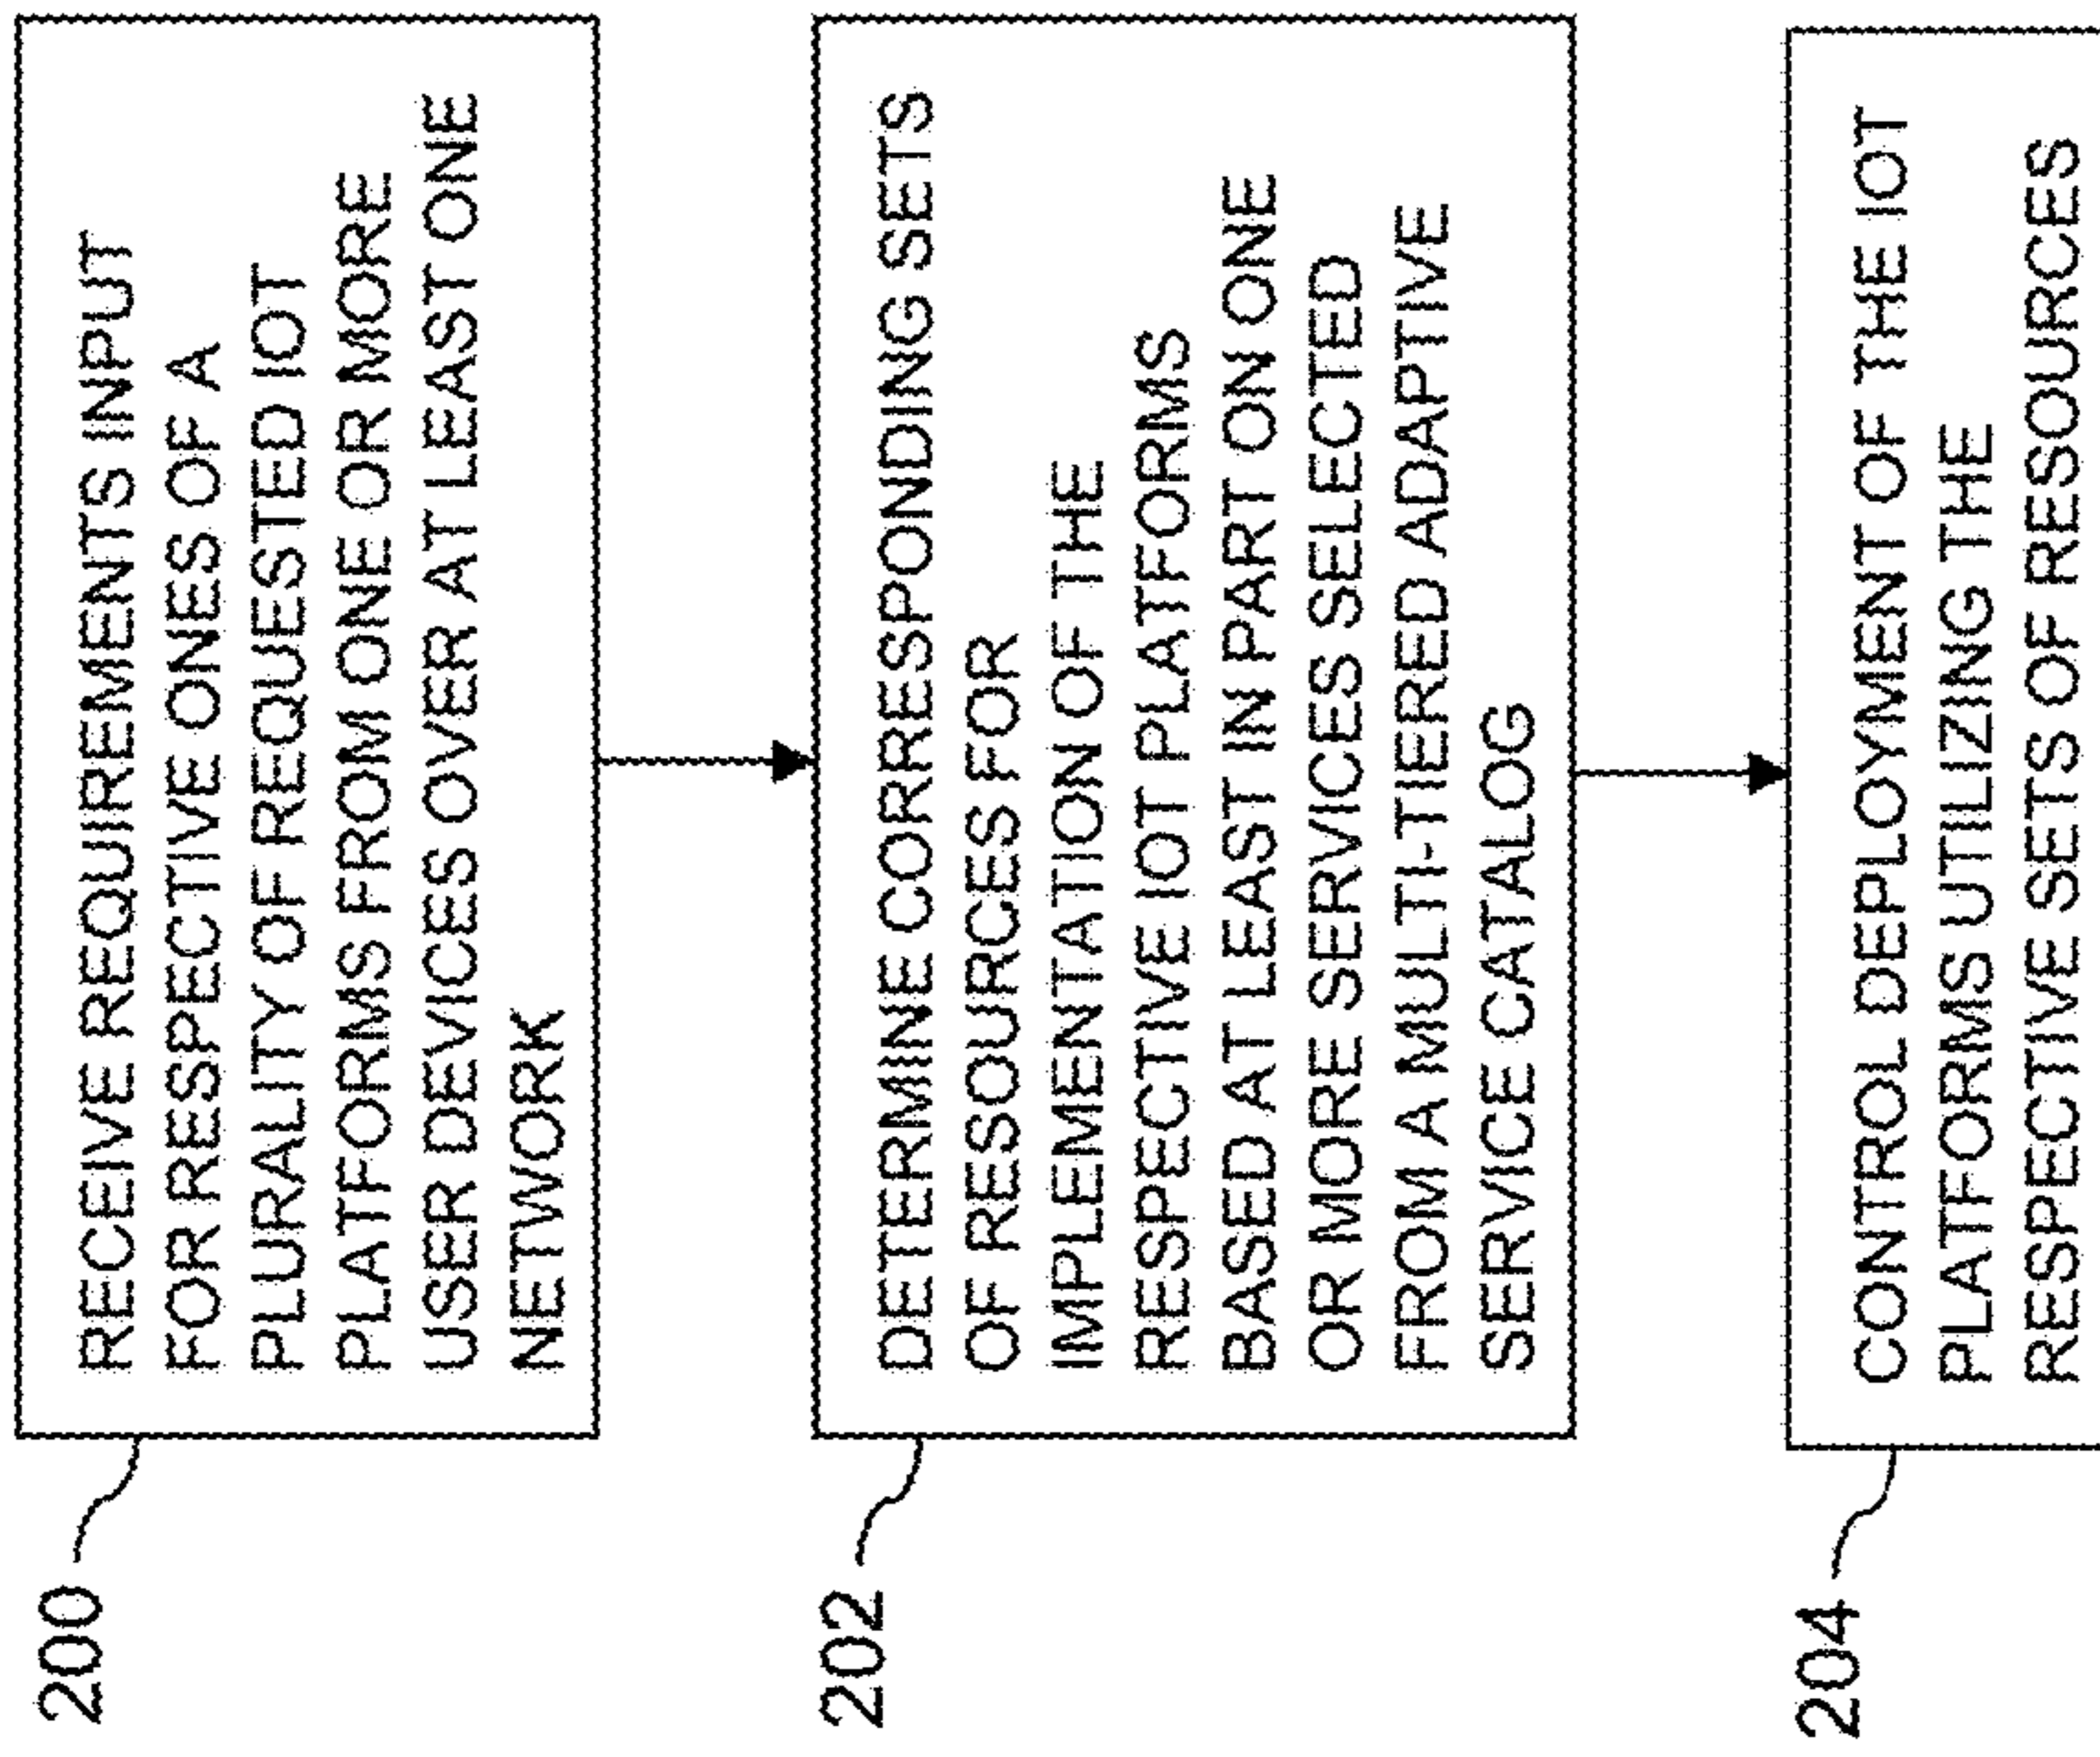 200
RECEIVE REQUIREMENTS INPUT
FOR RESPECTIVE ONES OF A
PLURALITY OF REQUESTED IOT
PLATFORMS FROM ONE OR MORE
USER DEVICES OVER AT LEAST ONE
NETWORK
202
DETERMINE CORRESPONDING SETS
OF RESOURCES FOR
IMPLEMENTATION OF THE
RESPECTIVE IOT PLATFORMS
BASED AT LEAST IN PART ON ONE
OR MORE SERVICES SELECTED
FROM A MULTI-TIERED ADAPTIVE
SERVICE CATALOG
204
CONTROL DEPLOYMENT OF THE IOT
PLATFORMS UTILIZING THE
RESPECTIVE SETS OF RESOURCES